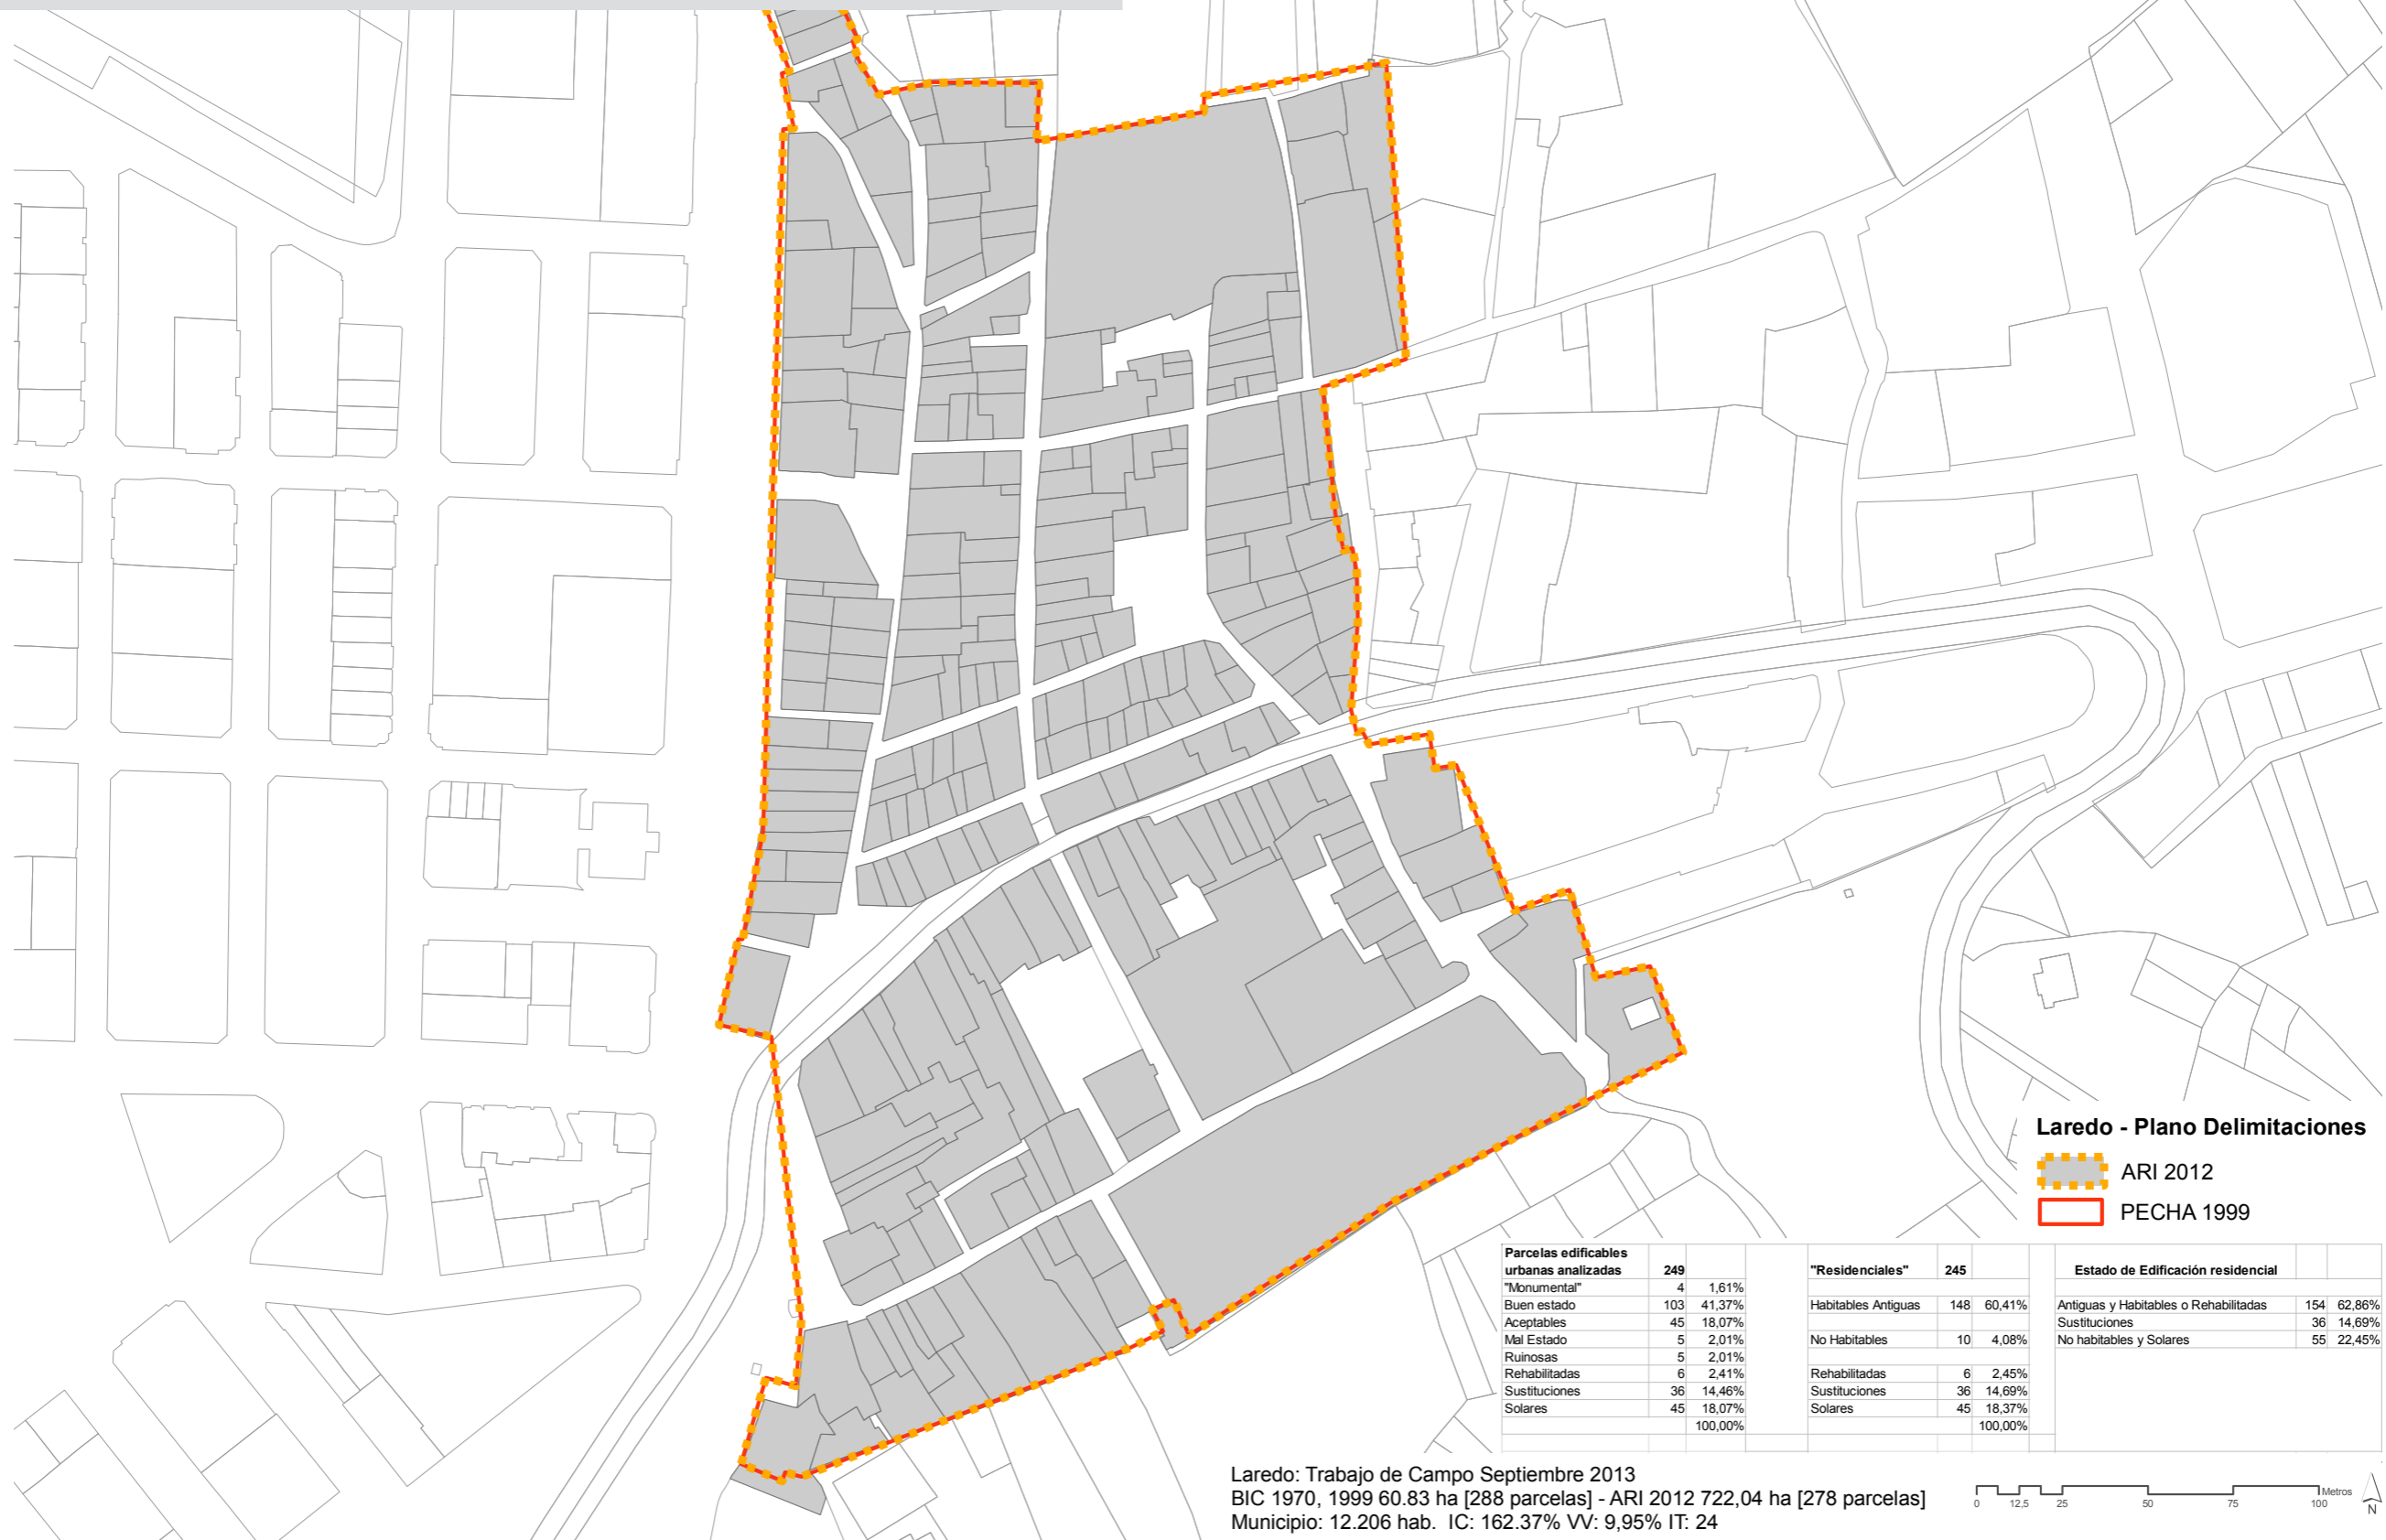 Laredo - Plano Delimitaciones
ARI 2012
PECHA 1999
Parcelas edificables
urbanas analizadas 249 "Residenciales" 245 Estado de Edificación residencial
"Monumental" 4 1,61%
Buen estado 103 41,37% Habitables Antiguas 148 60,41% Antiguas y Habitables o Rehabilitadas 154 62,86%
Aceptables 45 18,07% Sustituciones 36 14,69%
Mal Estado 5 2,01% No Habitables 10 4,08% No habitables y Solares 55 22,45%
Ruinosas 5 2,01%
Rehabilitadas 6 2,41% Rehabilitadas 6 2,45%
Sustituciones 36 14,46% Sustituciones 36 14,69%
Solares 45 18,07% Solares 45 18,37%
100,00% 100,00%
Laredo: Trabajo de Campo Septiembre 2013
BIC 1970, 1999 60.83 ha [288 parcelas] - ARI 2012 722,04 ha [278 parcelas]
Municipio: 12.206 hab. IC: 162.37% VV: 9,95% IT: 24
Metros
0 12,5 25 50 75 100
N